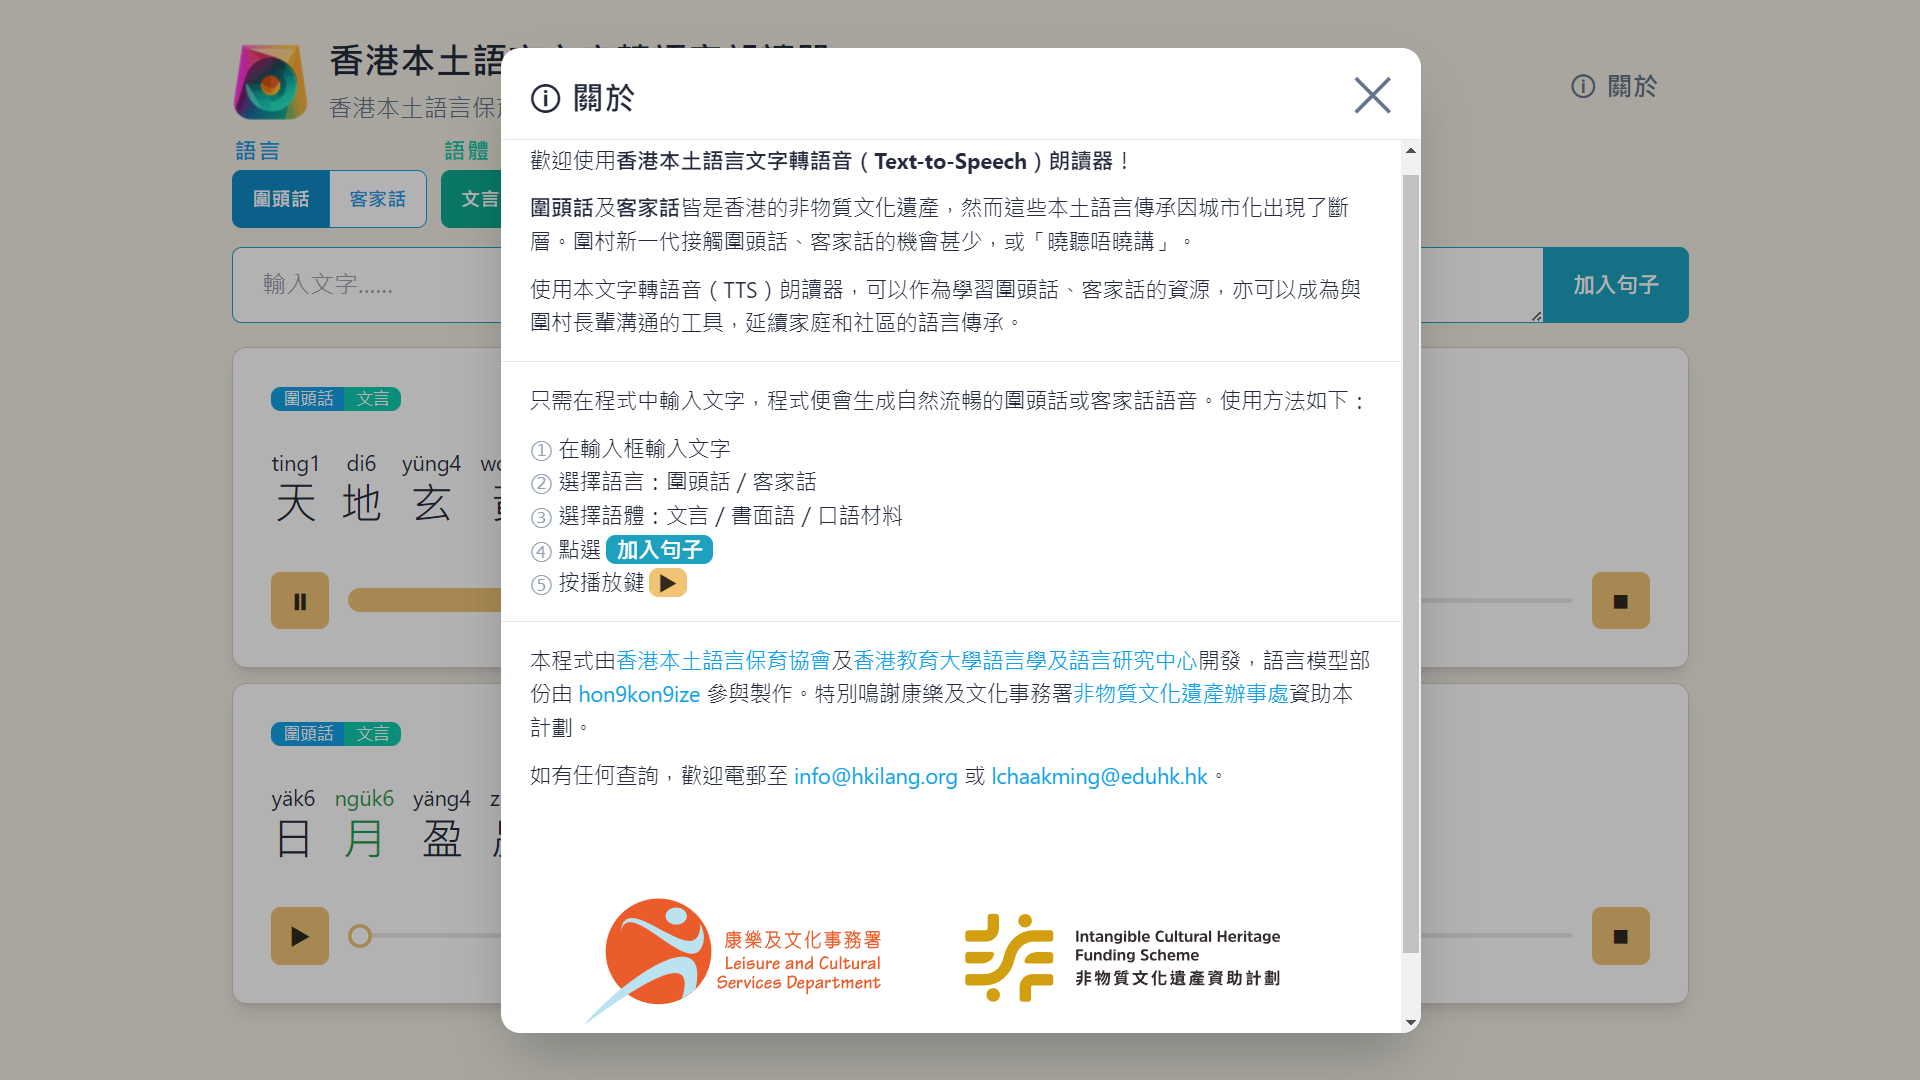 香港本土語
香港本土語言保
關於
語言
語體
圍頭話
客家話
文言
輸入文字......
加入句子
圍頭話 文言
ting1 di6 yüng4
天 地 玄
圍頭話 文言
yäk6 ngük6 yäng4 z
日 月 盈
關於
歡迎使用香港本土語言文字轉語音（Text-to-Speech）朗讀器！
圍頭話及客家話皆是香港的非物質文化遺產，然而這些本土語言傳承因城市化出現了斷
層。圍村新一代接觸圍頭話、客家話的機會甚少，或「曉聽唔曉講」。
使用本文字轉語音（TTS）朗讀器，可以作為學習圍頭話、客家話的資源，亦可以成為與
圍村長輩溝通的工具，延續家庭和社區的語言傳承。
只需在程式中輸入文字，程式便會生成自然流暢的圍頭話或客家話語音。使用方法如下：
① 在輸入框輸入文字
② 選擇語言：圍頭話 / 客家話
③ 選擇語體：文言 / 書面語 / 口語材料
④ 點選 加入句子
⑤ 按播放鍵
本程式由香港本土語言保育協會及香港教育大學語言學及語言研究中心開發，語言模型部
份由 hon9kon9ize 參與製作。特別鳴謝康樂及文化事務署非物質文化遺產辦事處資助本
計劃。
如有任何查詢，歡迎電郵至 info@hkilang.org 或 lchaakming@eduhk.hk。
康樂及文化事務署
Leisure and Cultural
Services Department
Intangible Cultural Heritage
Funding Scheme
非物質文化遺產資助計劃